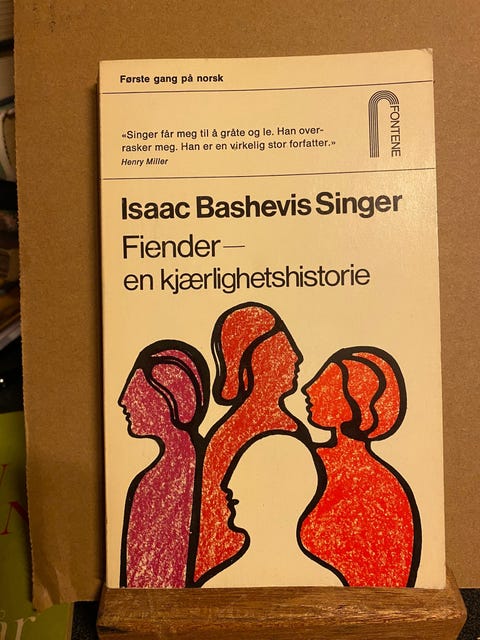 Første gang på norsk
FONTENE
«Singer får meg til å gråte og le. Han over-
rasker meg. Han er en virkelig stor forfatter.»
Henry Miller
Isaac Bashevis Singer
Fiender—
en kjærlighetshistorie